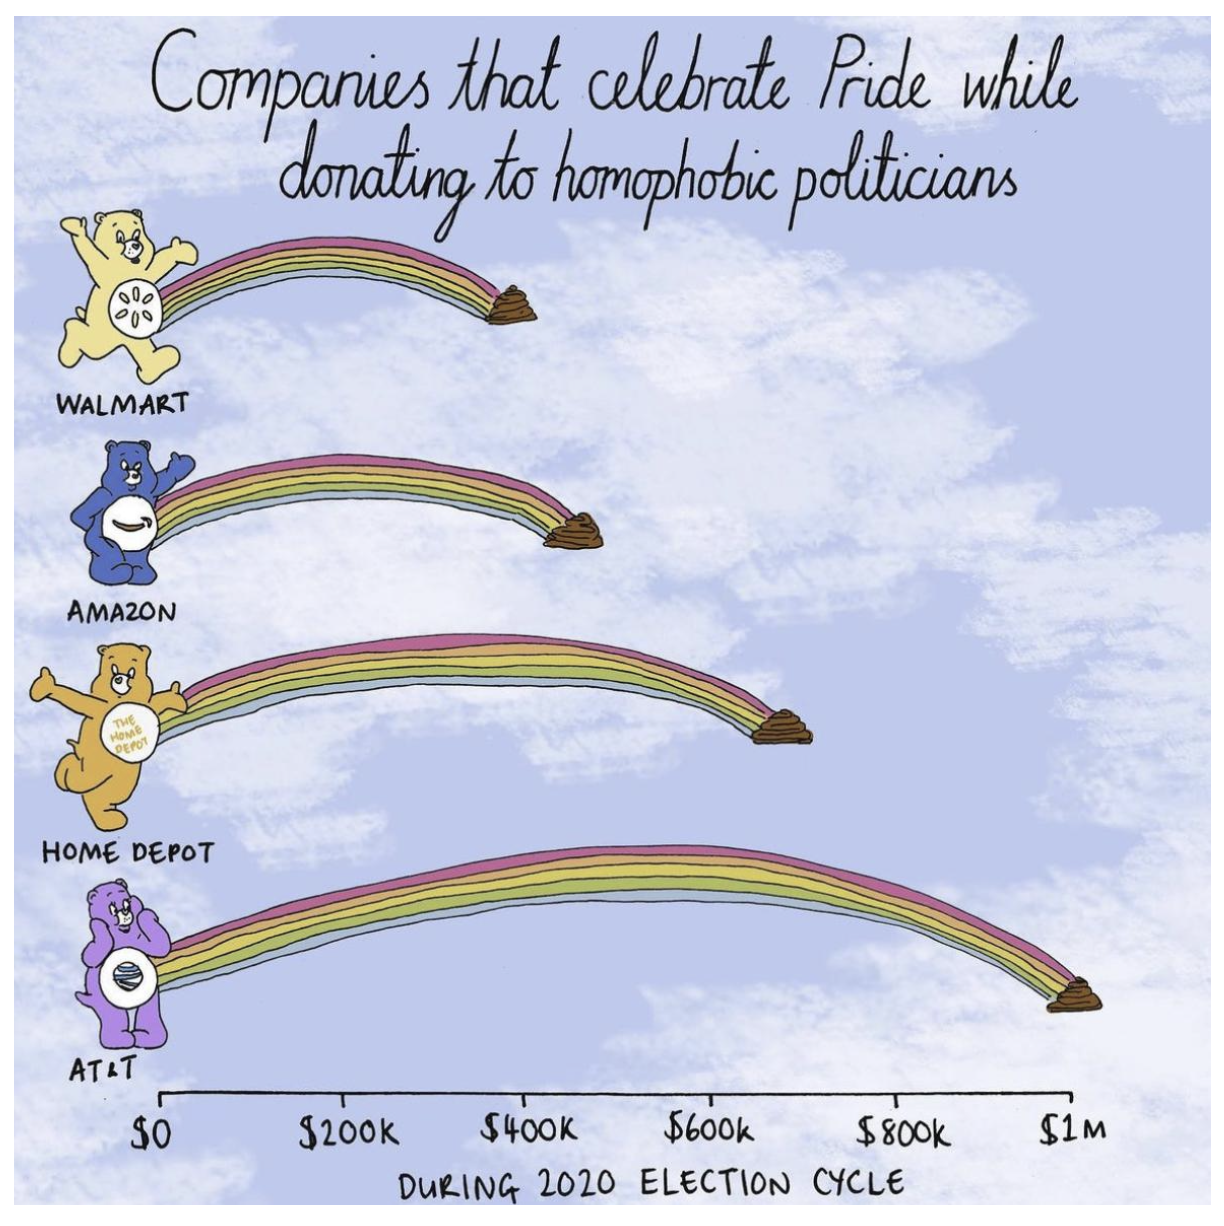 Companies that celebrate Pride while
donating to homophobic politicians
WALMART
AMAZON
THE
HOME
DEPOT
HOME DEPOT
AT&T
$0 $200K $400K $600K $800K $1M
DURING 2020 ELECTION CYCLE